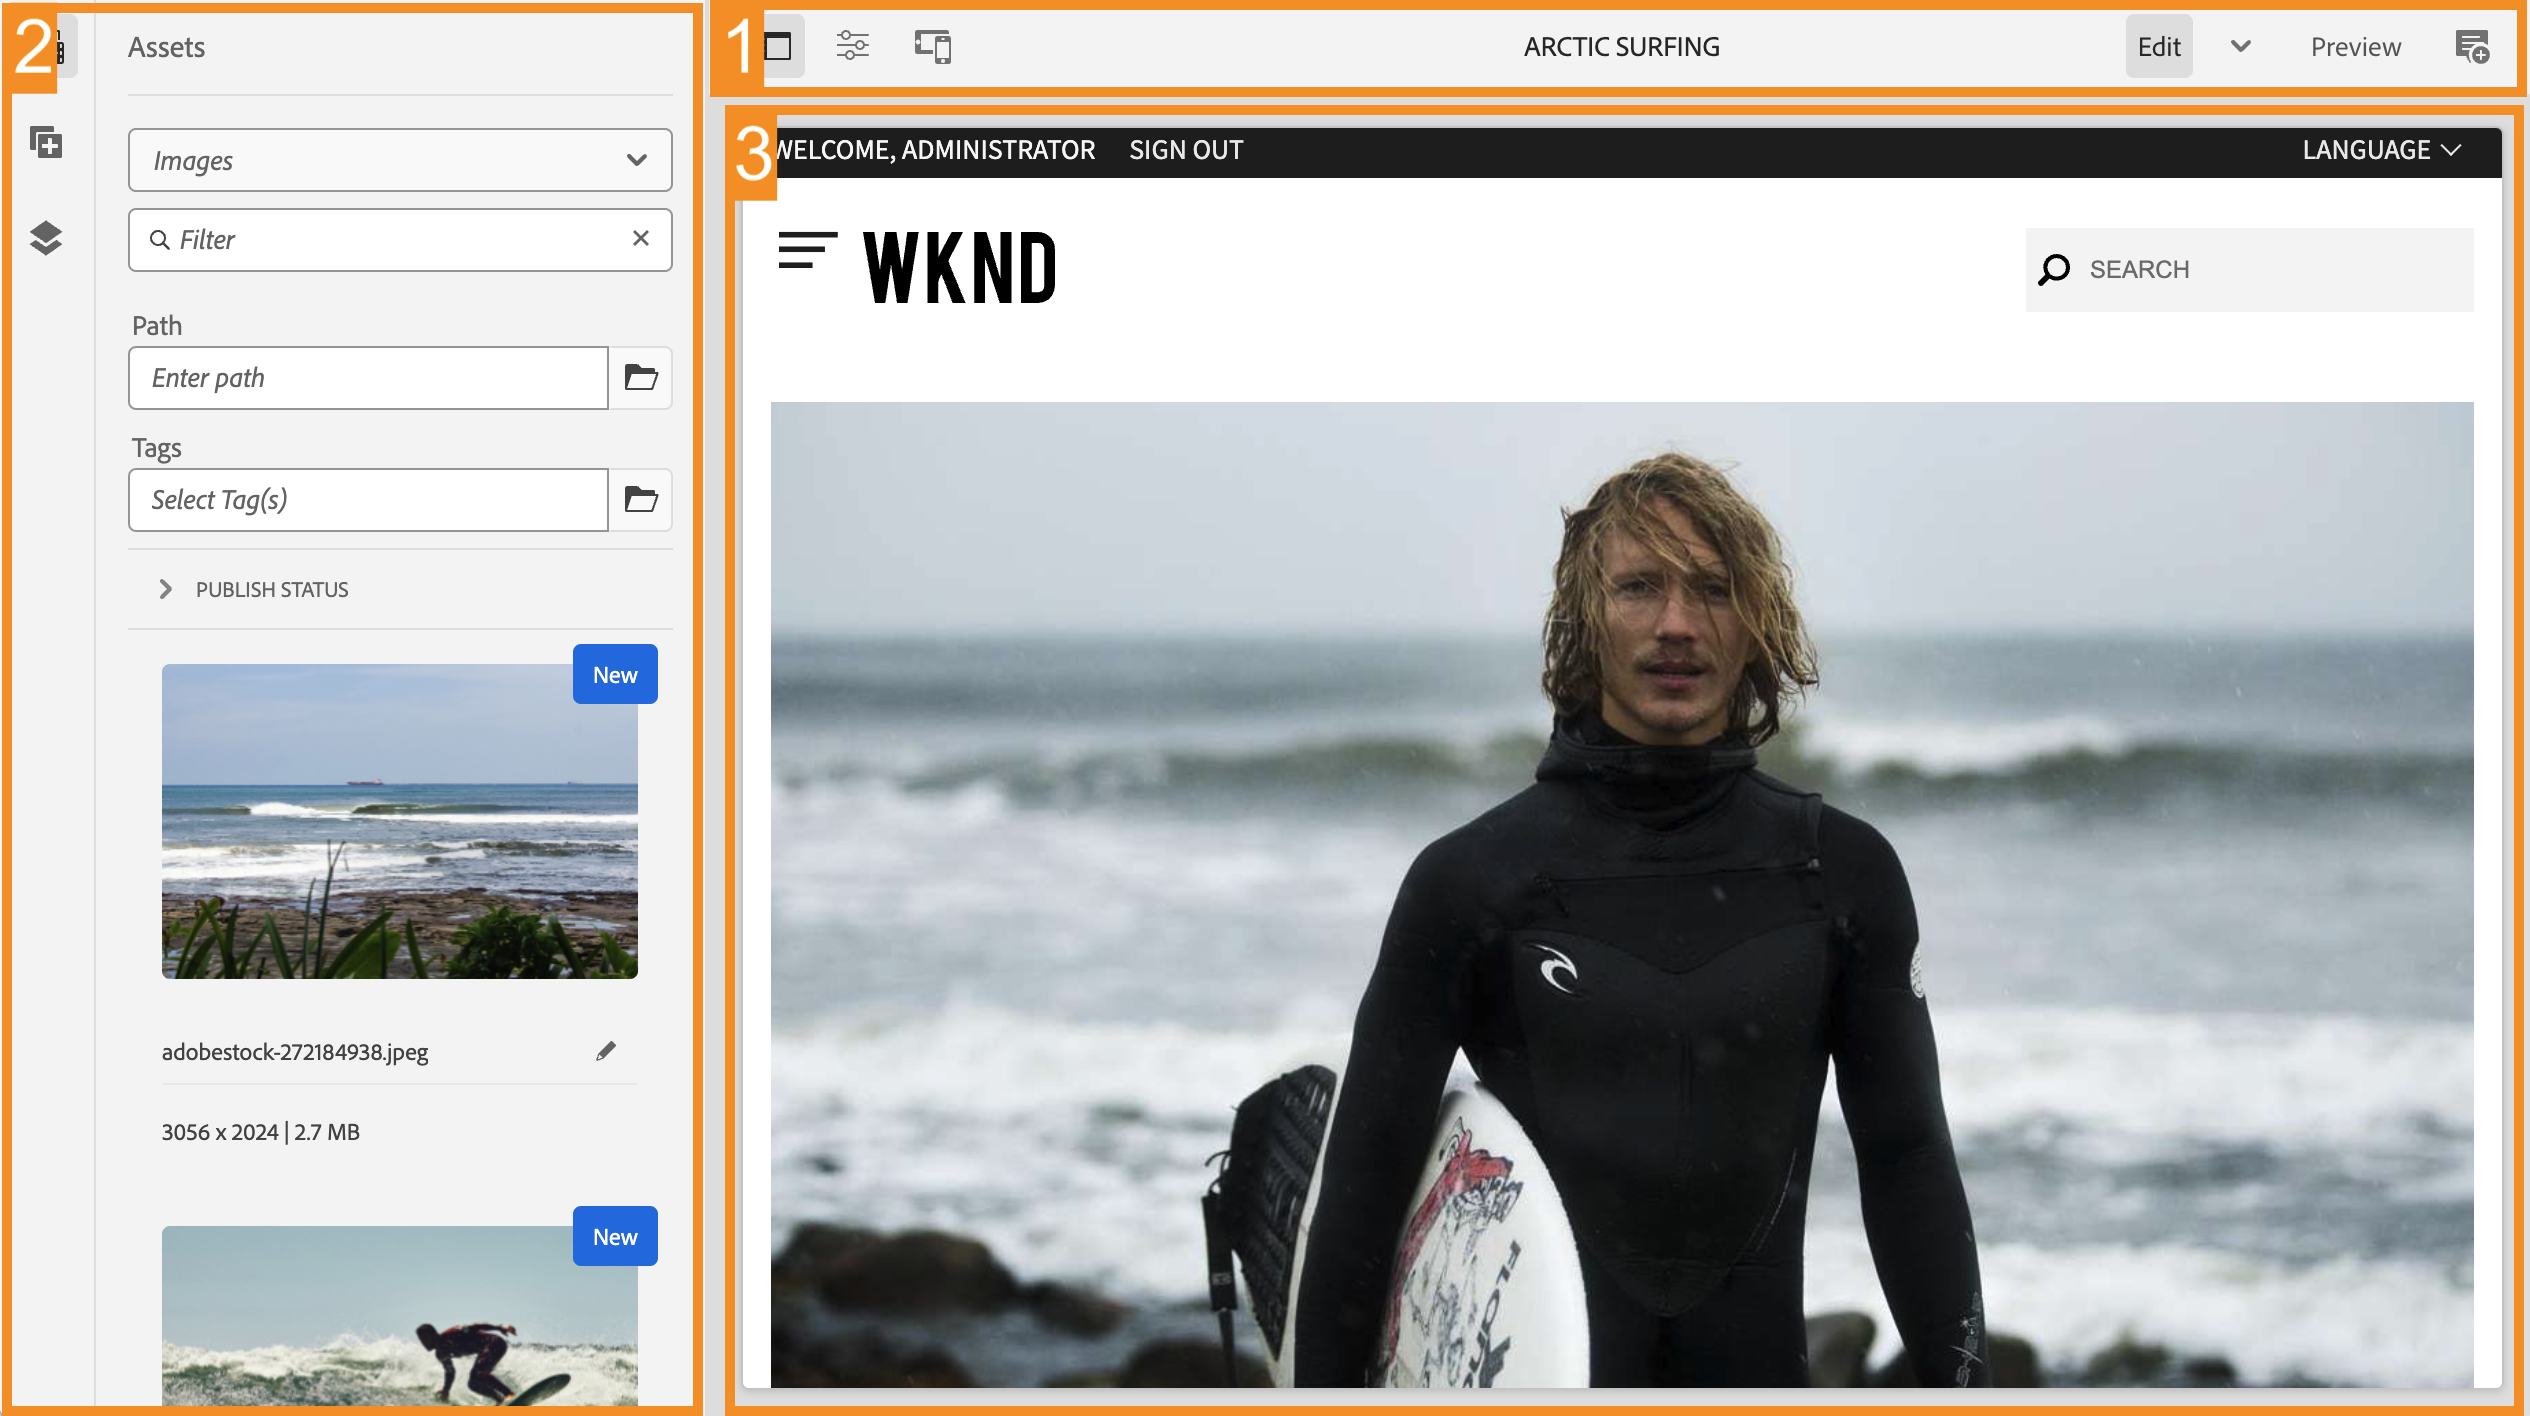 2
Assets
Images
Filter
Path
Enter path
Tags
Select Tag(s)
PUBLISH STATUS
New
adobestock-272184938.jpeg
3056 x 2024 | 2.7 MB
New
1
ARCTIC SURFING
Edit
Preview
3
WELCOME, ADMINISTRATOR SIGN OUT
LANGUAGE
WKND
SEARCH